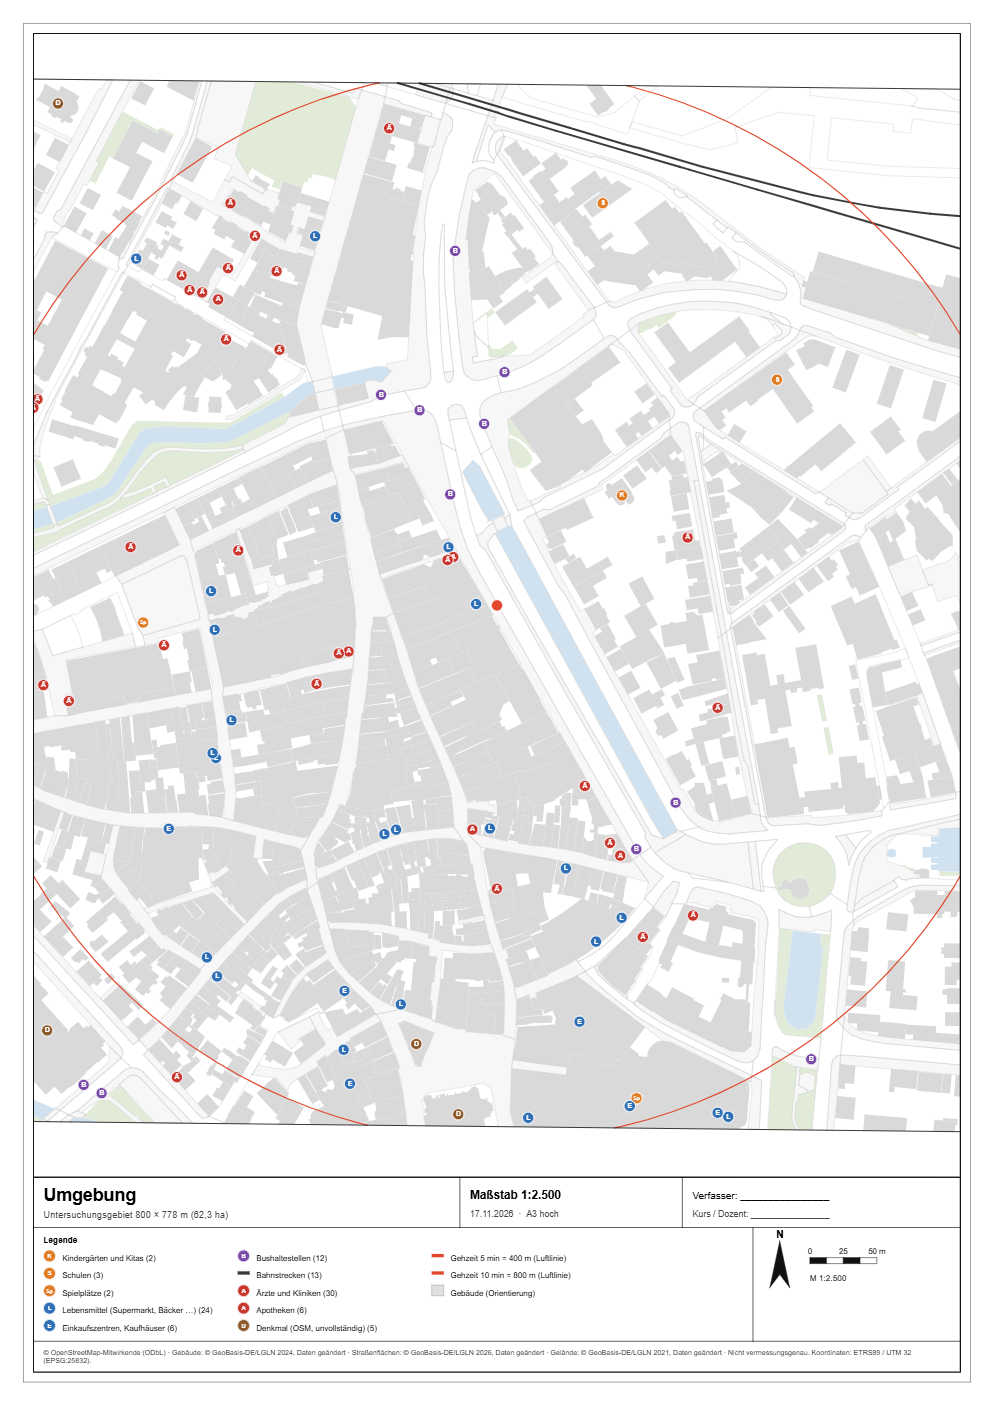 Umgebung
Untersuchungsgebiet 800 × 778 m (62,3 ha)
Maßstab 1:2.500
17.11.2026 · A3 hoch
Verfasser: ________________
Kurs / Dozent: ________________
Legende
K Kindergärten und Kitas (2)
S Schulen (3)
Sp Spielplätze (2)
L Lebensmittel (Supermarkt, Bäcker ...) (24)
E Einkaufszentren, Kaufhäuser (6)
B Bushaltestellen (12)
Bahnstrecken (13)
Ä Ärzte und Kliniken (30)
A Apotheken (6)
D Denkmal (OSM, unvollständig) (5)
Gehzeit 5 min = 400 m (Luftlinie)
Gehzeit 10 min = 800 m (Luftlinie)
Gebäude (Orientierung)
N
0 25 50 m
M 1:2.500
© OpenStreetMap-Mitwirkende (ODbL) · Gebäude: © GeoBasis-DE/LGLN 2024, Daten geändert · Straßenflächen: © GeoBasis-DE/LGLN 2026, Daten geändert · Gelände: © GeoBasis-DE/LGLN 2021, Daten geändert · Nicht vermessungsgenau. Koordinaten: ETRS89 / UTM 32
(EPSG:25832).